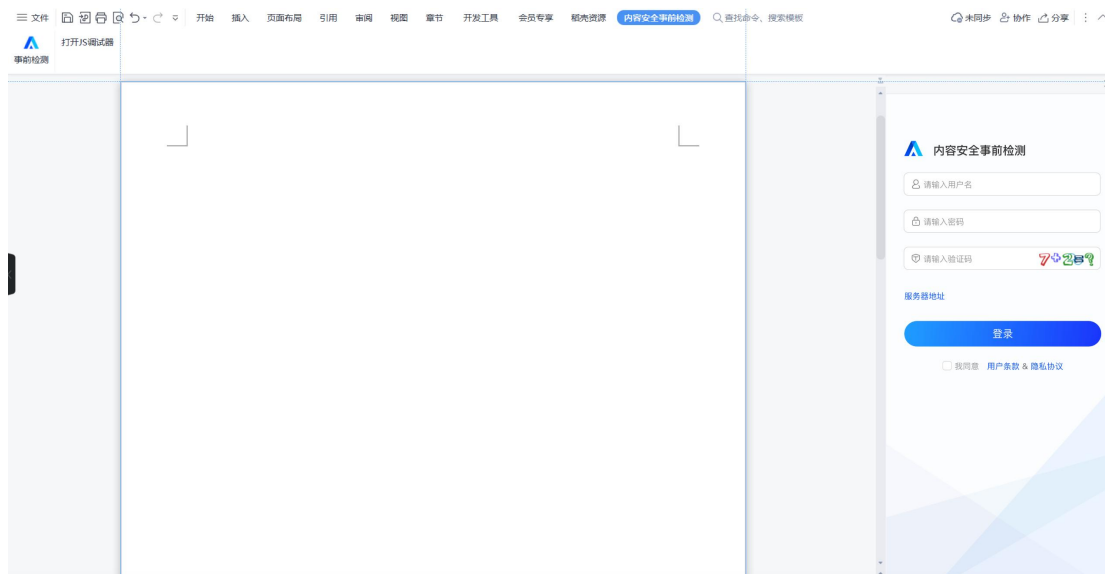 文件 开始 插入 页面布局 引用 审阅 视图 章节 开发工具 会员专享 稻壳资源 内容安全事前检测 查找命令、搜索模板 未同步 协作 分享
事前检测 打开JS调试器
内容安全事前检测
请输入用户名
请输入密码
请输入验证码 7+2=?
服务器地址
登录
我同意 用户条款 & 隐私协议